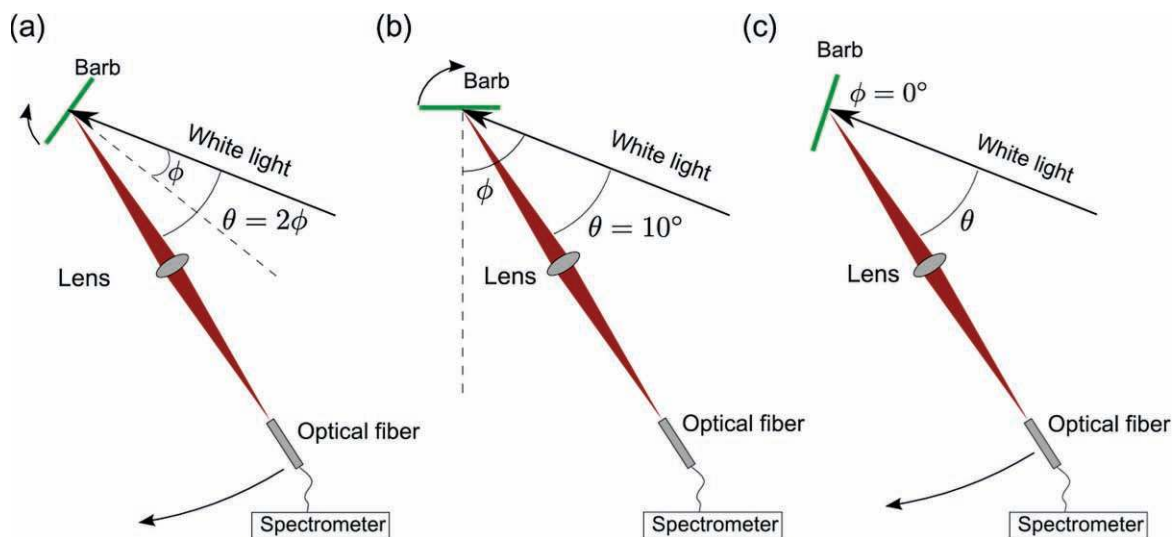 (a)
Barb
White light
ϕ
θ = 2ϕ
Lens
Optical fiber
Spectrometer
(b)
Barb
White light
ϕ
θ = 10°
Lens
Optical fiber
Spectrometer
(c)
Barb
ϕ = 0°
White light
θ
Lens
Optical fiber
Spectrometer